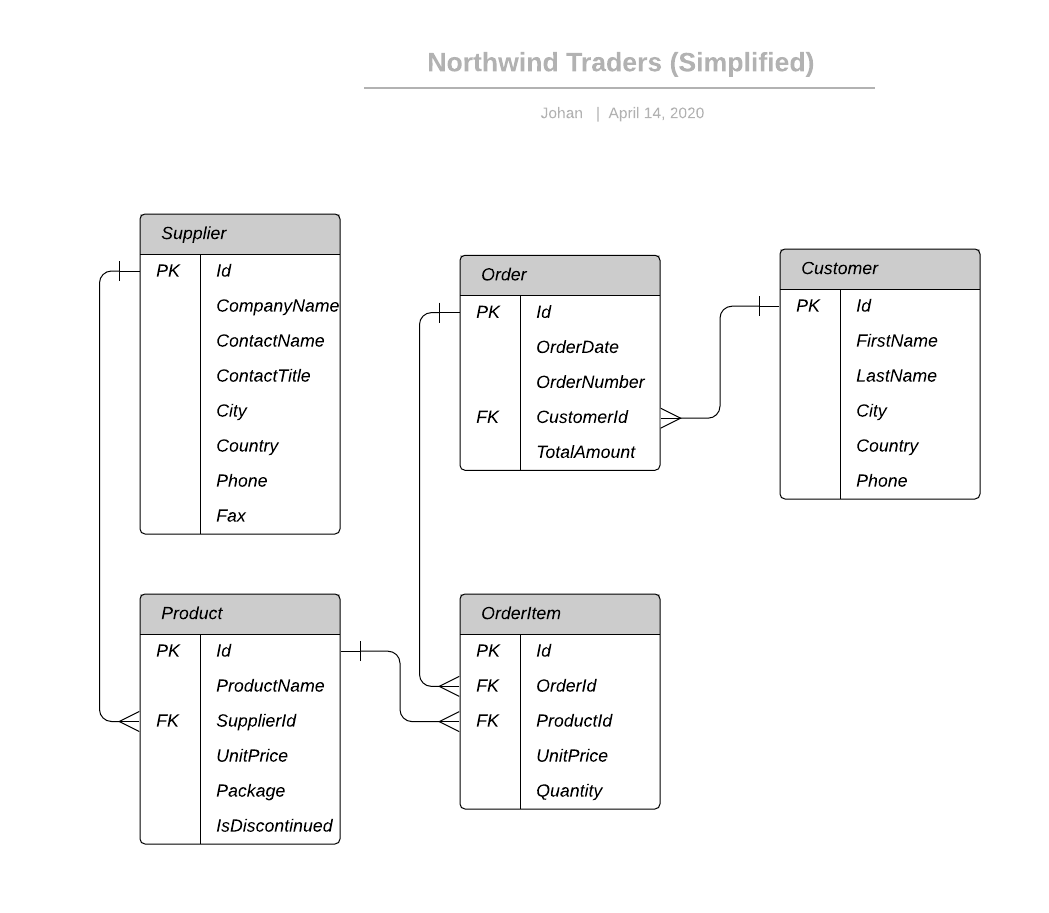 Northwind Traders (Simplified)
Johan | April 14, 2020
Supplier
PK Id
CompanyName
ContactName
ContactTitle
City
Country
Phone
Fax
Order
PK Id
OrderDate
OrderNumber
FK CustomerId
TotalAmount
Customer
PK Id
FirstName
LastName
City
Country
Phone
Product
PK Id
ProductName
FK SupplierId
UnitPrice
Package
IsDiscontinued
OrderItem
PK Id
FK OrderId
FK ProductId
UnitPrice
Quantity